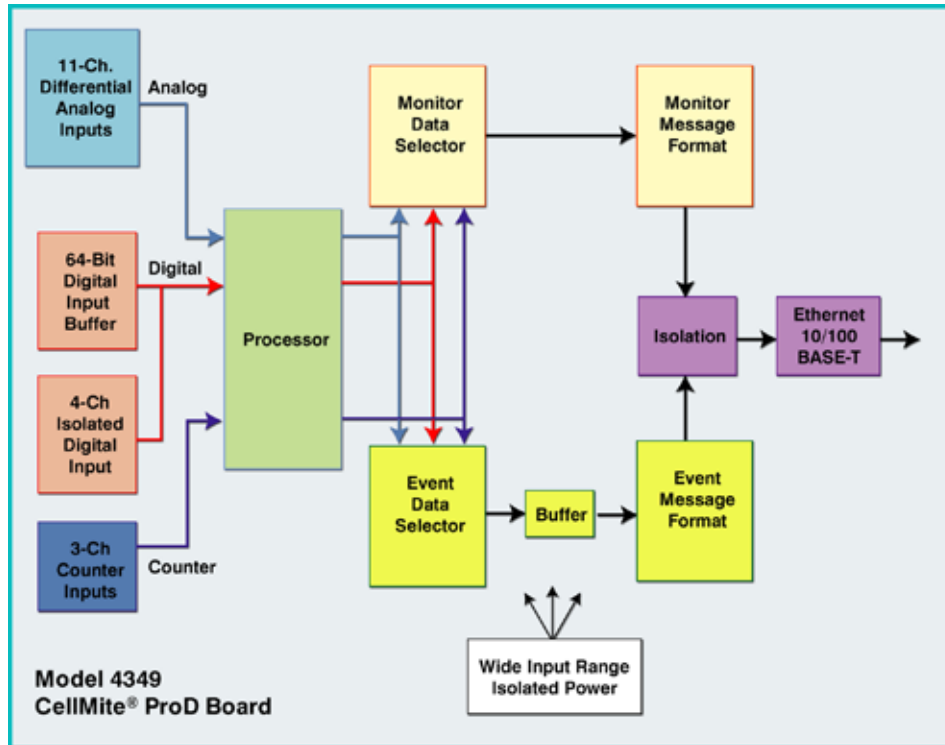 11-Ch.
Differential
Analog
Inputs
Analog
64-Bit
Digital
Input
Buffer
Digital
4-Ch
Isolated
Digital
Input
3-Ch
Counter
Inputs
Counter
Processor
Monitor
Data
Selector
Monitor
Message
Format
Isolation
Ethernet
10/100
BASE-T
Event
Data
Selector
Buffer
Event
Message
Format
Wide Input Range
Isolated Power
Model 4349
CellMite® ProD Board